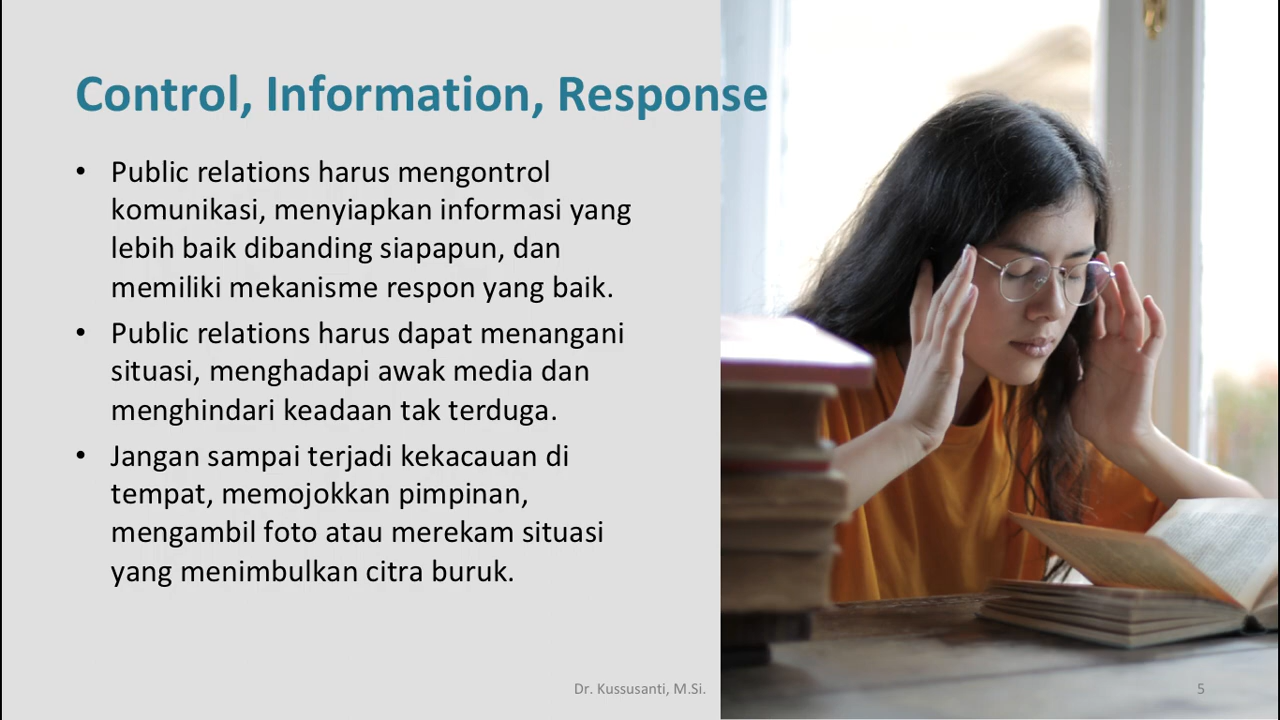 Control, Information, Response
• Public relations harus mengontrol
komunikasi, menyiapkan informasi yang
lebih baik dibanding siapapun, dan
memiliki mekanisme respon yang baik.
• Public relations harus dapat menangani
situasi, menghadapi awak media dan
menghindari keadaan tak terduga.
• Jangan sampai terjadi kekacauan di
tempat, memojokkan pimpinan,
mengambil foto atau merekam situasi
yang menimbulkan citra buruk.
Dr. Kussusanti, M.Si.
5